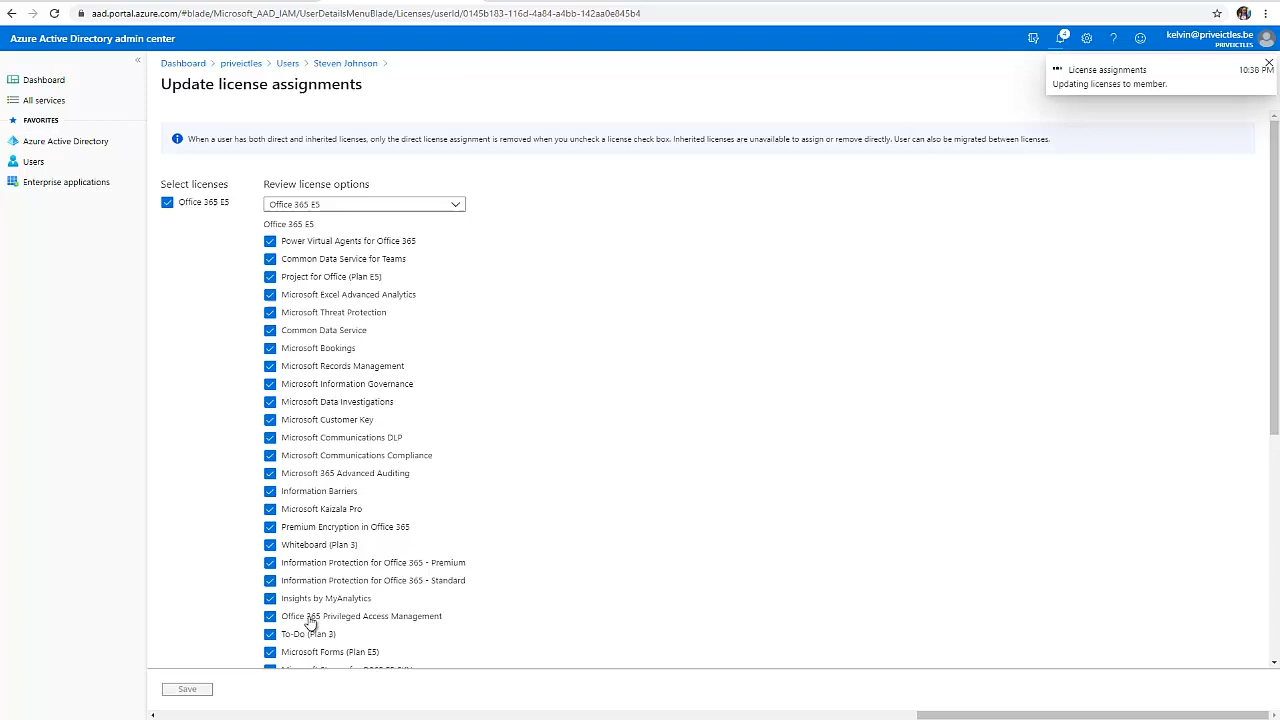 aad.portal.azure.com/#blade/Microsoft_AAD_IAM/UserDetailsMenuBlade/Licenses/userId/0145b183-116d-4a84-a4bb-142aa0e845b4
Azure Active Directory admin center
4
kelvin@priveictles.be
PRIVEICTLES
Dashboard
All services
FAVORITES
Azure Active Directory
Users
Enterprise applications
Dashboard > priveictles > Users > Steven Johnson >
Update license assignments
License assignments 10:38 PM
Updating licenses to member.
When a user has both direct and inherited licenses, only the direct license assignment is removed when you uncheck a license check box. Inherited licenses are unavailable to assign or remove directly. User can also be migrated between licenses.
Select licenses
Office 365 E5
Review license options
Office 365 E5
Office 365 E5
Power Virtual Agents for Office 365
Common Data Service for Teams
Project for Office (Plan E5)
Microsoft Excel Advanced Analytics
Microsoft Threat Protection
Common Data Service
Microsoft Bookings
Microsoft Records Management
Microsoft Information Governance
Microsoft Data Investigations
Microsoft Customer Key
Microsoft Communications DLP
Microsoft Communications Compliance
Microsoft 365 Advanced Auditing
Information Barriers
Microsoft Kaizala Pro
Premium Encryption in Office 365
Whiteboard (Plan 3)
Information Protection for Office 365 - Premium
Information Protection for Office 365 - Standard
Insights by MyAnalytics
Office 365 Privileged Access Management
To-Do (Plan 3)
Microsoft Forms (Plan E5)
Save